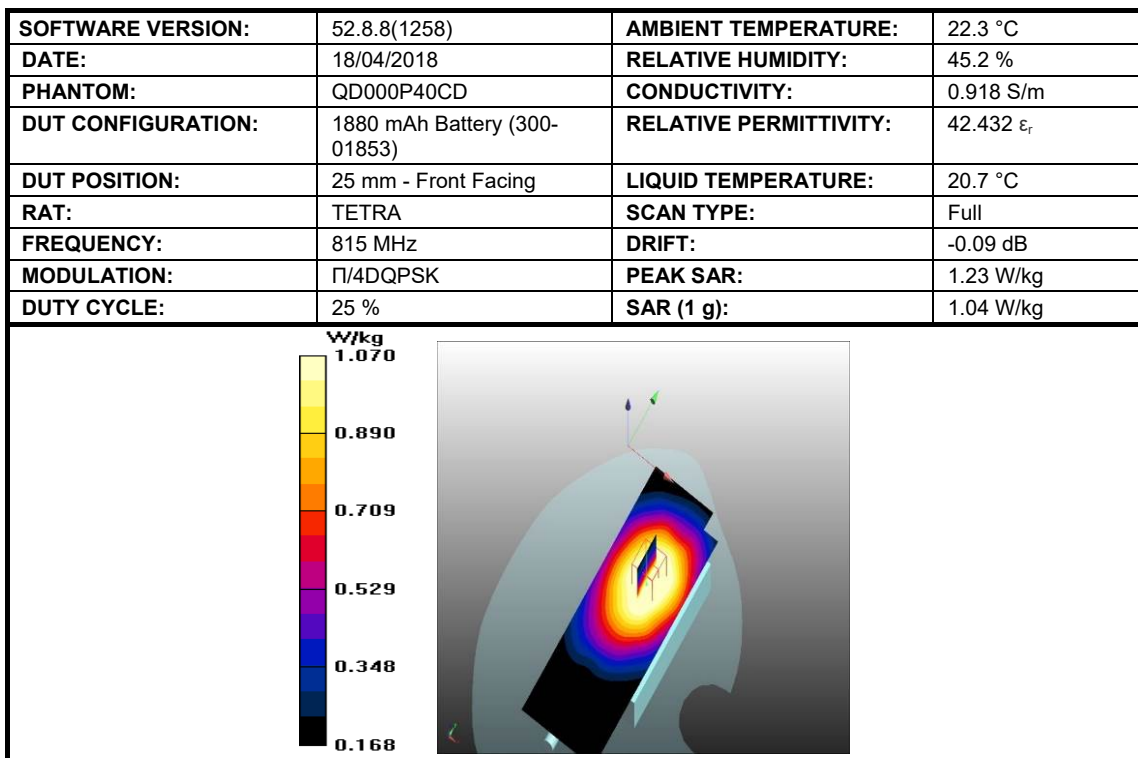 SOFTWARE VERSION: 52.8.8(1258) AMBIENT TEMPERATURE: 22.3 °C
DATE: 18/04/2018 RELATIVE HUMIDITY: 45.2 %
PHANTOM: QD000P40CD CONDUCTIVITY: 0.918 S/m
DUT CONFIGURATION: 1880 mAh Battery (300-
01853) RELATIVE PERMITTIVITY: 42.432 εr
DUT POSITION: 25 mm - Front Facing LIQUID TEMPERATURE: 20.7 °C
RAT: TETRA SCAN TYPE: Full
FREQUENCY: 815 MHz DRIFT: -0.09 dB
MODULATION: Π/4DQPSK PEAK SAR: 1.23 W/kg
DUTY CYCLE: 25 % SAR (1 g): 1.04 W/kg
W/kg
1.070
0.890
0.709
0.529
0.348
0.168